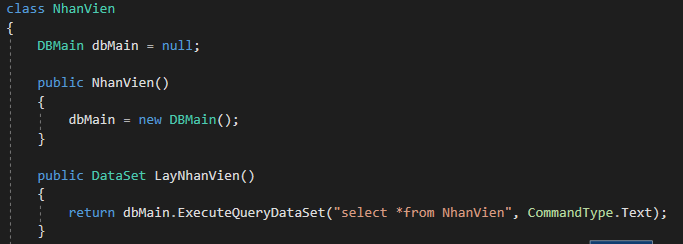 class NhanVien
{
DBMain dbMain = null;
public NhanVien()
{
dbMain = new DBMain();
}
public DataSet LayNhanVien()
{
return dbMain.ExecuteQueryDataSet("select *from NhanVien", CommandType.Text);
}